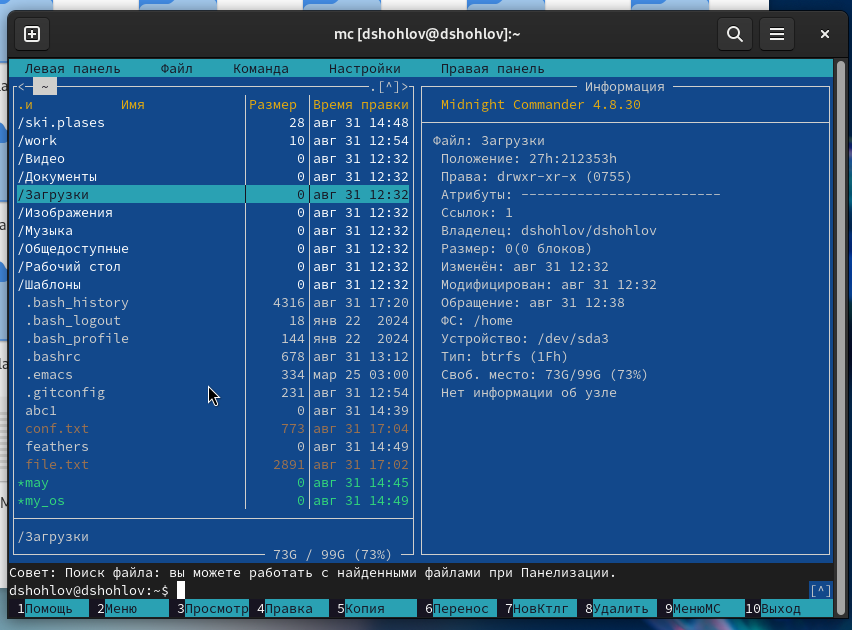 mc [dshohlov@dshohlov]:~
Левая панель Файл Команда Настройки Правая панель
<─ ~ .[^]>
.и Имя Размер Время правки
/ski.plases 28 авг 31 14:48
/work 10 авг 31 12:54
/Видео 0 авг 31 12:32
/Документы 0 авг 31 12:32
/Загрузки 0 авг 31 12:32
/Изображения 0 авг 31 12:32
/Музыка 0 авг 31 12:32
/Общедоступные 0 авг 31 12:32
/Рабочий стол 0 авг 31 12:32
/Шаблоны 0 авг 31 12:32
.bash_history 4316 авг 31 17:20
.bash_logout 18 янв 22 2024
.bash_profile 144 янв 22 2024
.bashrc 678 авг 31 13:12
.emacs 334 мар 25 03:00
.gitconfig 231 авг 31 12:54
abc1 0 авг 31 14:39
conf.txt 773 авг 31 17:04
feathers 0 авг 31 14:49
file.txt 2891 авг 31 17:02
*may 0 авг 31 14:45
*my_os 0 авг 31 14:49
/Загрузки
73G / 99G (73%)
Информация
Midnight Commander 4.8.30
Файл: Загрузки
Положение: 27h:212353h
Права: drwxr-xr-x (0755)
Атрибуты: -------------------------
Ссылок: 1
Владелец: dshohlov/dshohlov
Размер: 0(0 блоков)
Изменён: авг 31 12:32
Модифицирован: авг 31 12:32
Обращение: авг 31 12:38
ФС: /home
Устройство: /dev/sda3
Тип: btrfs (1Fh)
Своб. место: 73G/99G (73%)
Нет информации об узле
Совет: Поиск файла: вы можете работать с найденными файлами при Панелизации.
dshohlov@dshohlov:~$ [^]
1Помощь 2Меню 3Просмотр 4Правка 5Копия 6Перенос 7НовКтлг 8Удалить 9МенюMC 10Выход